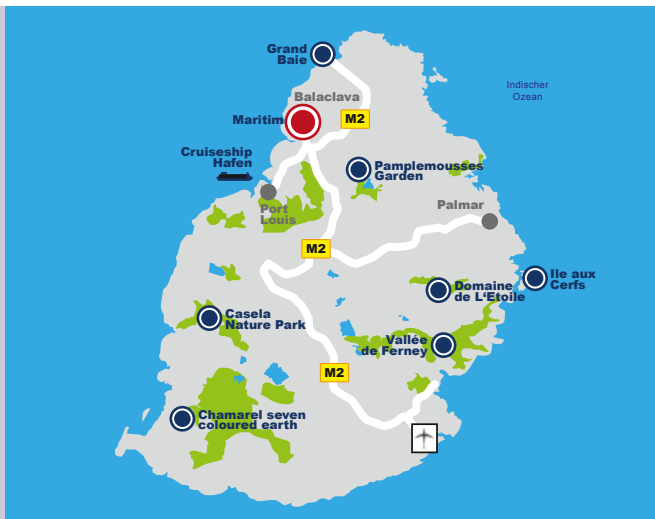 Grand
Baie
Indischer
Ozean
Balaclava
Maritim
M2
Cruiseship
Hafen
Pamplemousses
Garden
Port
Louis
Palmar
M2
Ile aux
Cerfs
Domaine
de L'Etoile
Casela
Nature Park
Vallée
de Ferney
M2
Chamarel seven
coloured earth